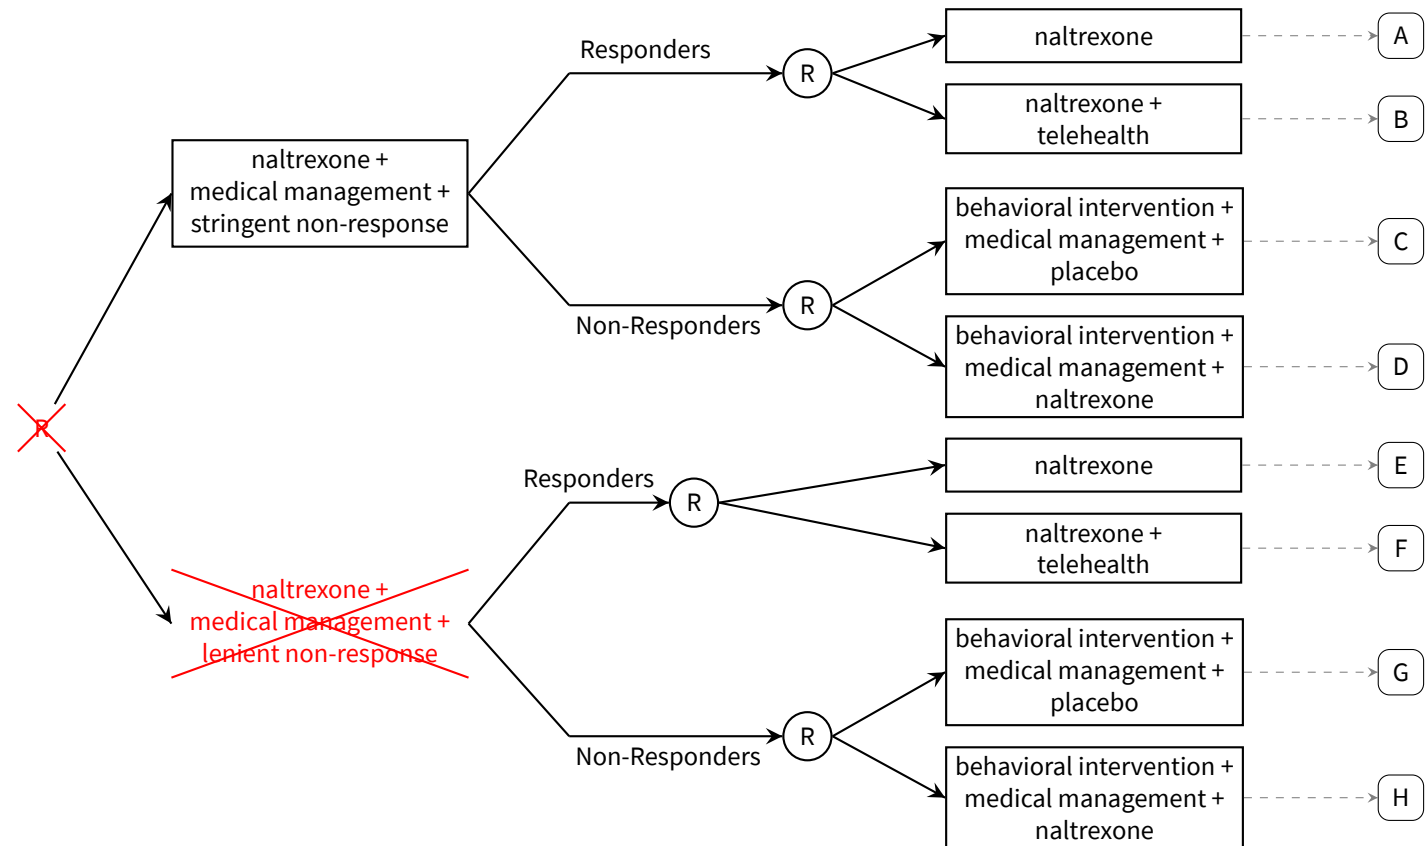 Responders
R
naltrexone
A
naltrexone +
telehealth
B
naltrexone +
medical management +
stringent non-response
behavioral intervention +
medical management +
placebo
C
Non-Responders
R
behavioral intervention +
medical management +
naltrexone
D
R
Responders
R
naltrexone
E
naltrexone +
telehealth
F
naltrexone +
medical management +
lenient non-response
behavioral intervention +
medical management +
placebo
G
Non-Responders
R
behavioral intervention +
medical management +
naltrexone
H